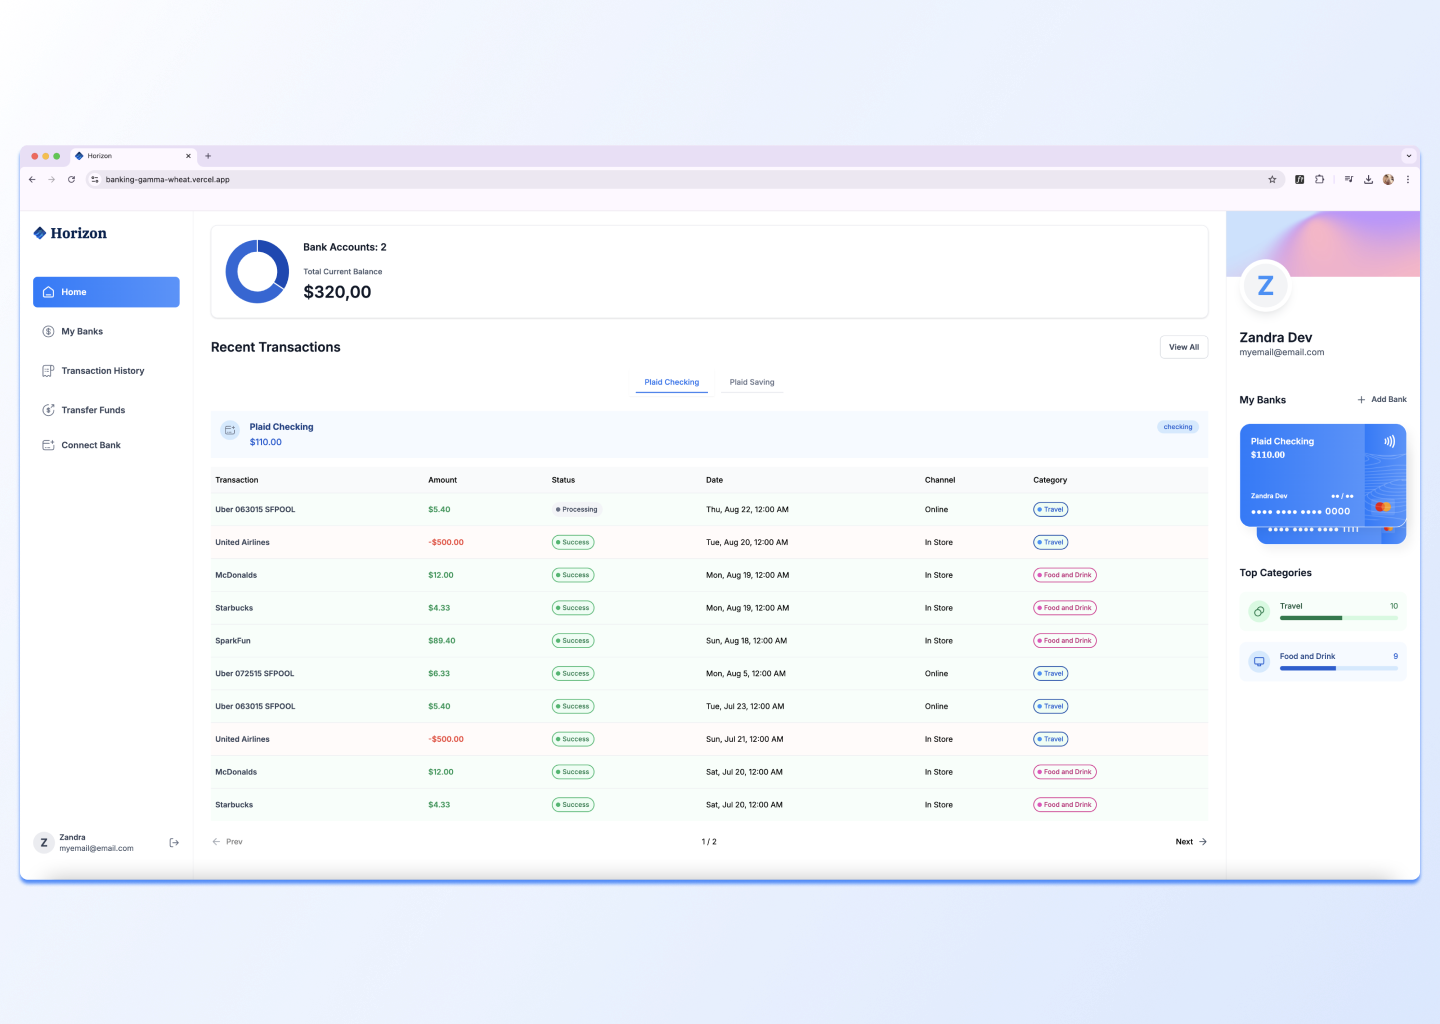 Horizon
banking-gamma-wheat.vercel.app
Horizon
Home
My Banks
Transaction History
Transfer Funds
Connect Bank
Z
Zandra
myemail@email.com
Bank Accounts: 2
Total Current Balance
$320,00
Recent Transactions
View All
Plaid Checking Plaid Saving
Plaid Checking
$110.00
checking
Transaction Amount Status Date Channel Category
Uber 063015 SFPOOL $5.40 Processing Thu, Aug 22, 12:00 AM Online Travel
United Airlines -$500.00 Success Tue, Aug 20, 12:00 AM In Store Travel
McDonalds $12.00 Success Mon, Aug 19, 12:00 AM In Store Food and Drink
Starbucks $4.33 Success Mon, Aug 19, 12:00 AM In Store Food and Drink
SparkFun $89.40 Success Sun, Aug 18, 12:00 AM In Store Food and Drink
Uber 072515 SFPOOL $6.33 Success Mon, Aug 5, 12:00 AM Online Travel
Uber 063015 SFPOOL $5.40 Success Tue, Jul 23, 12:00 AM Online Travel
United Airlines -$500.00 Success Sun, Jul 21, 12:00 AM In Store Travel
McDonalds $12.00 Success Sat, Jul 20, 12:00 AM In Store Food and Drink
Starbucks $4.33 Success Sat, Jul 20, 12:00 AM In Store Food and Drink
Prev 1 / 2 Next
Z
Zandra Dev
myemail@email.com
My Banks + Add Bank
Plaid Checking
$110.00
Zandra Dev ●● / ●●
●●●● ●●●● ●●●● 0000
●●●● ●●●● ●●●● 1111
Top Categories
Travel 10
Food and Drink 9